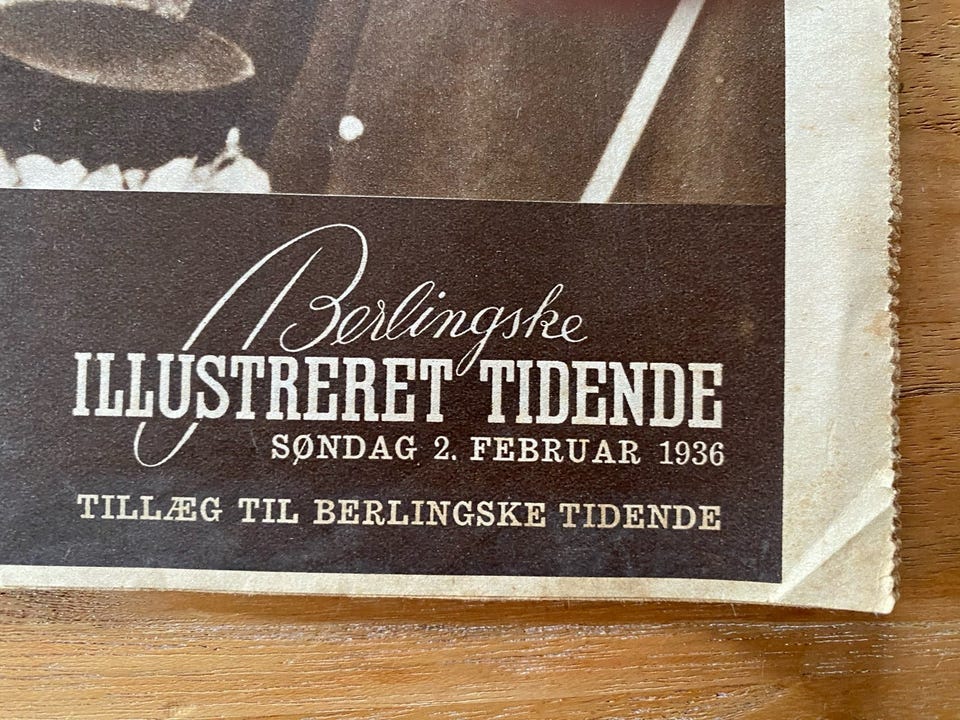 Berlingske
ILLUSTRERET TIDENDE
SØNDAG 2. FEBRUAR 1936
TILLÆG TIL BERLINGSKE TIDENDE